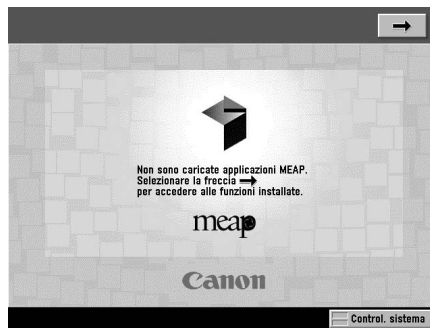 Non sono caricate applicazioni MEAP.
Selezionare la freccia →
per accedere alle funzioni installate.
meap
Canon
Control. sistema